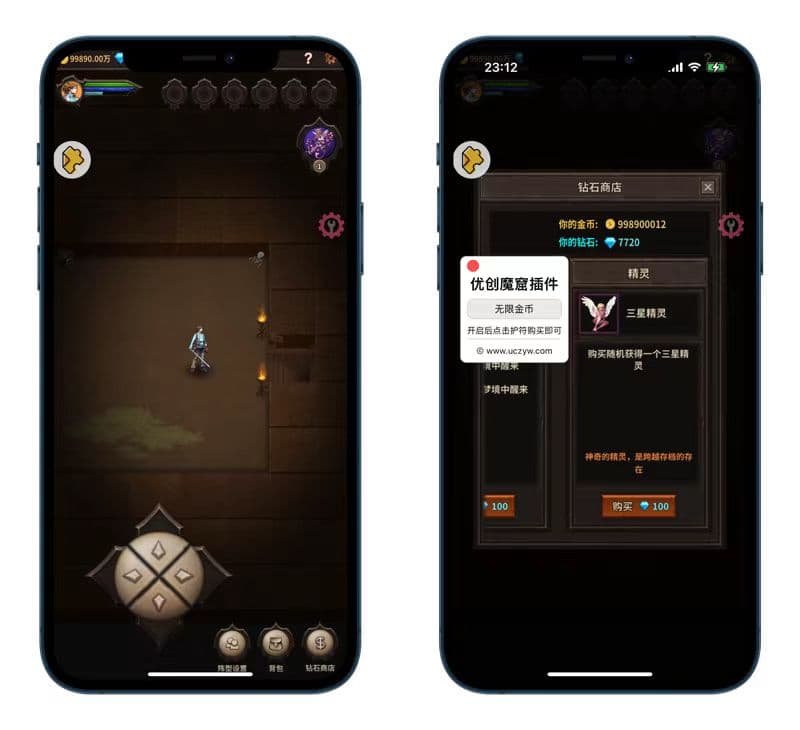 99890.00万
?
1
阵型设置
背包
钻石商店
23:12
钻石商店
你的金币: 998900012
你的钻石: 7720
优创魔窟插件
无限金币
开启后点击护符购买即可
© www.uczyw.com
精灵
三星精灵
购买随机获得一个三星精
灵
境中醒来
梦境中醒来
神奇的精灵,是跨越存档的存
在
100
购买 100